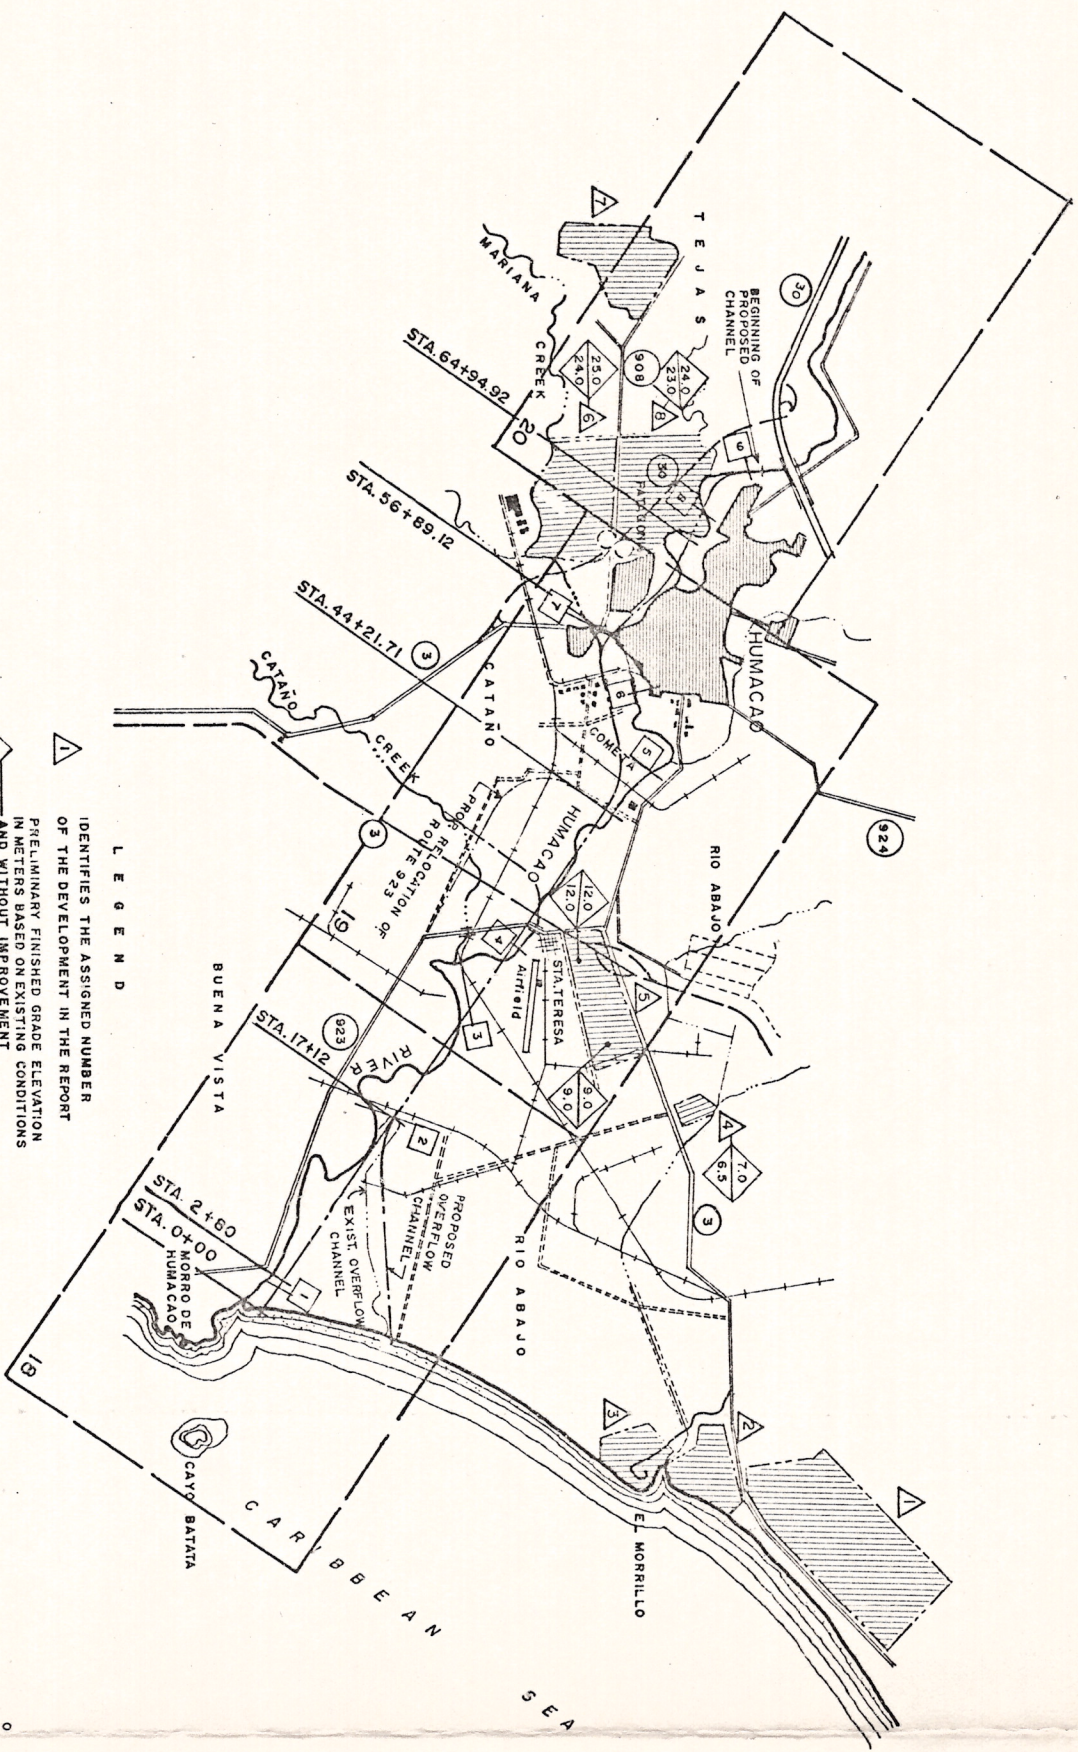 TEJAS
MARIANA
CREEK
BEGINNING OF
PROPOSED
CHANNEL
30
7
908
24.0
23.0
25.0
24.0
6
8
9
30
8
STA. 64+94.92
20
STA. 56+89.12
STA. 44+21.71
3
7
6
5
HUMACAO
924
CATAÑO
COMETA
CATAÑO
CREEK
3
PROP. RELOCATION OF
ROUTE 923
HUMACAO
RIVER
19
12.0
12.0
RIO ABAJO
4
STA. TERESA
Airfield
5
3
9.0
9.0
923
STA. 17+12
BUENA VISTA
2
4
7.0
6.5
3
PROPOSED
OVERFLOW
CHANNEL
EXIST. OVERFLOW
CHANNEL
RIO ABAJO
STA. 2+60
STA. 0+00
MORRO DE
HUMACAO
1
18
CAYO BATATA
3
2
1
EL MORRILLO
CARIBBEAN
SEA
LEGEND
1
IDENTIFIES THE ASSIGNED NUMBER
OF THE DEVELOPMENT IN THE REPORT
PRELIMINARY FINISHED GRADE ELEVATION
IN METERS BASED ON EXISTING CONDITIONS
AND WITHOUT IMPROVEMENT
0